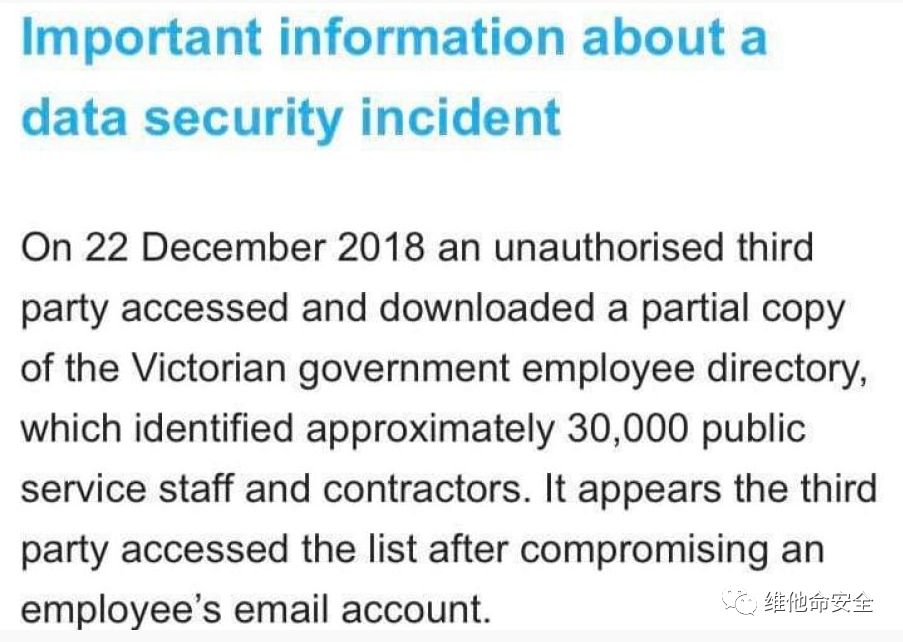 Important information about a
data security incident
On 22 December 2018 an unauthorised third
party accessed and downloaded a partial copy
of the Victorian government employee directory,
which identified approximately 30,000 public
service staff and contractors. It appears the third
party accessed the list after compromising an
employee’s email account.
维他命安全